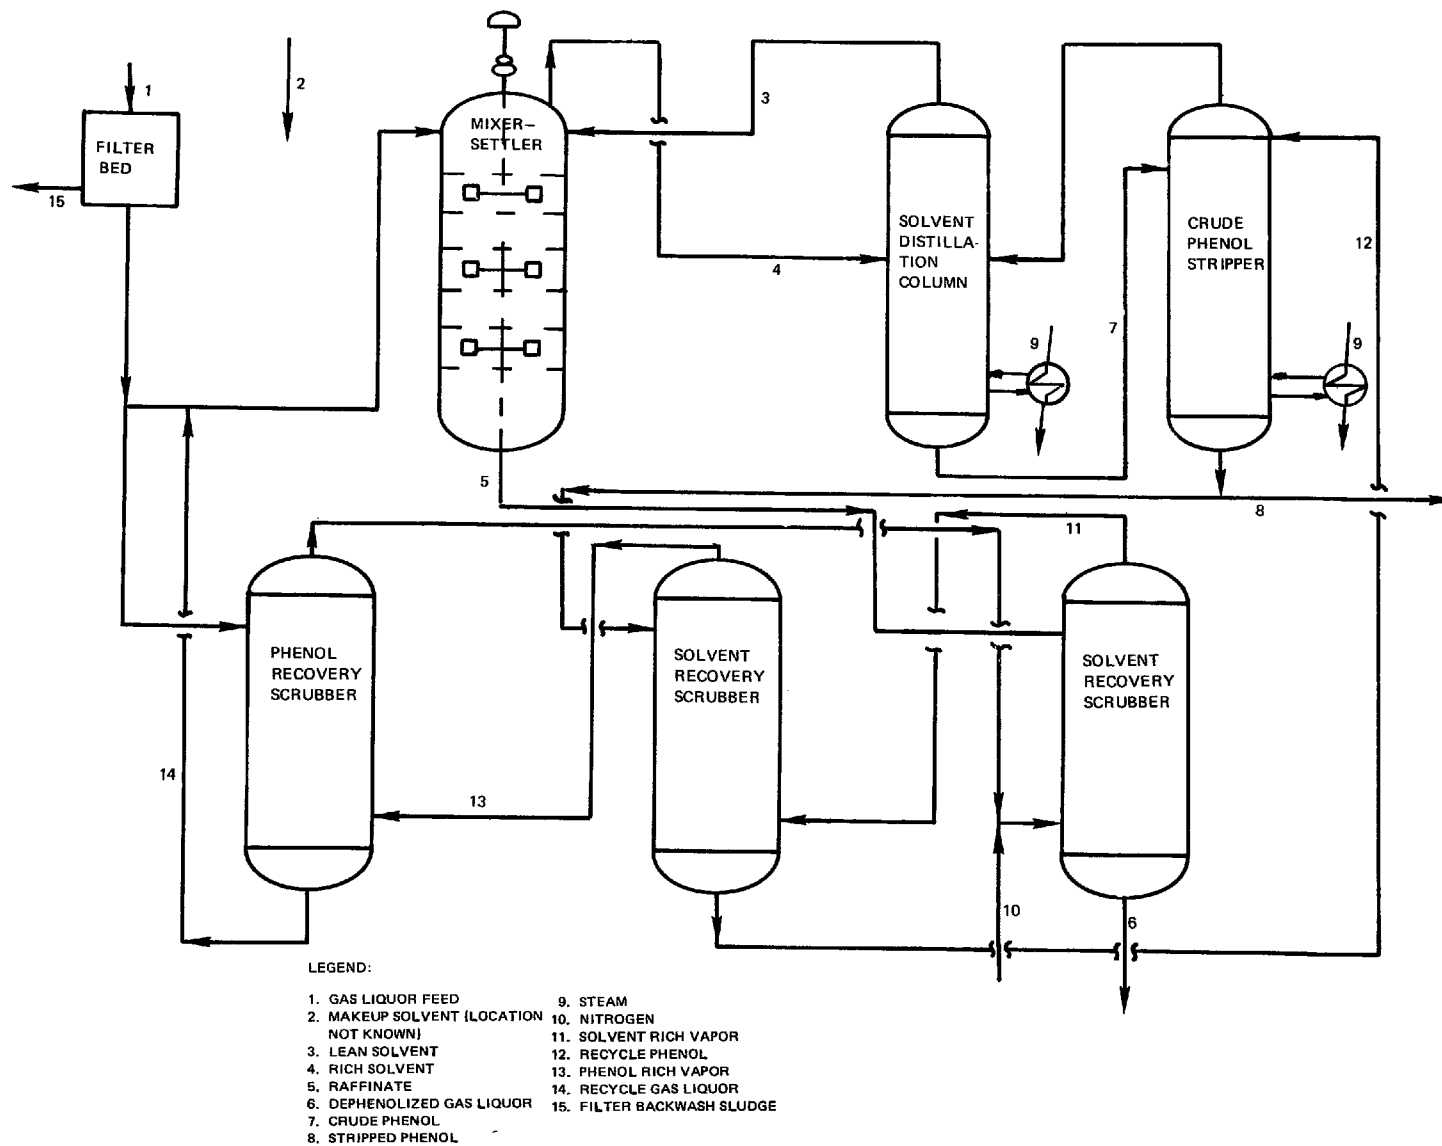 1
2
FILTER
BED
15
MIXER-
SETTLER
3
4
SOLVENT
DISTILLA-
TION
COLUMN
CRUDE
PHENOL
STRIPPER
12
7
9
9
5
8
11
PHENOL
RECOVERY
SCRUBBER
SOLVENT
RECOVERY
SCRUBBER
SOLVENT
RECOVERY
SCRUBBER
14
13
10
6
LEGEND:
1. GAS LIQUOR FEED
2. MAKEUP SOLVENT (LOCATION
NOT KNOWN)
3. LEAN SOLVENT
4. RICH SOLVENT
5. RAFFINATE
6. DEPHENOLIZED GAS LIQUOR
7. CRUDE PHENOL
8. STRIPPED PHENOL
9. STEAM
10. NITROGEN
11. SOLVENT RICH VAPOR
12. RECYCLE PHENOL
13. PHENOL RICH VAPOR
14. RECYCLE GAS LIQUOR
15. FILTER BACKWASH SLUDGE